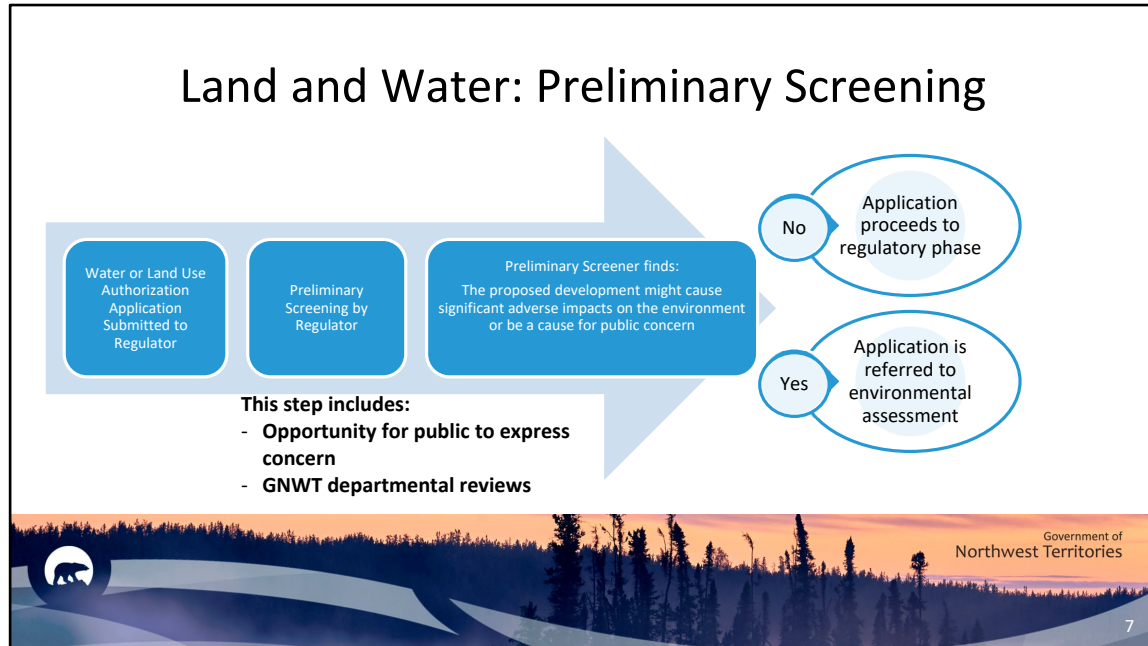 Land and Water: Preliminary Screening
Water or Land Use
Authorization
Application
Submitted to
Regulator
Preliminary
Screening by
Regulator
Preliminary Screener finds:
The proposed development might cause
significant adverse impacts on the environment
or be a cause for public concern
No
Application
proceeds to
regulatory phase
Yes
Application is
referred to
environmental
assessment
This step includes:
- Opportunity for public to express
concern
- GNWT departmental reviews
Government of
Northwest Territories
7